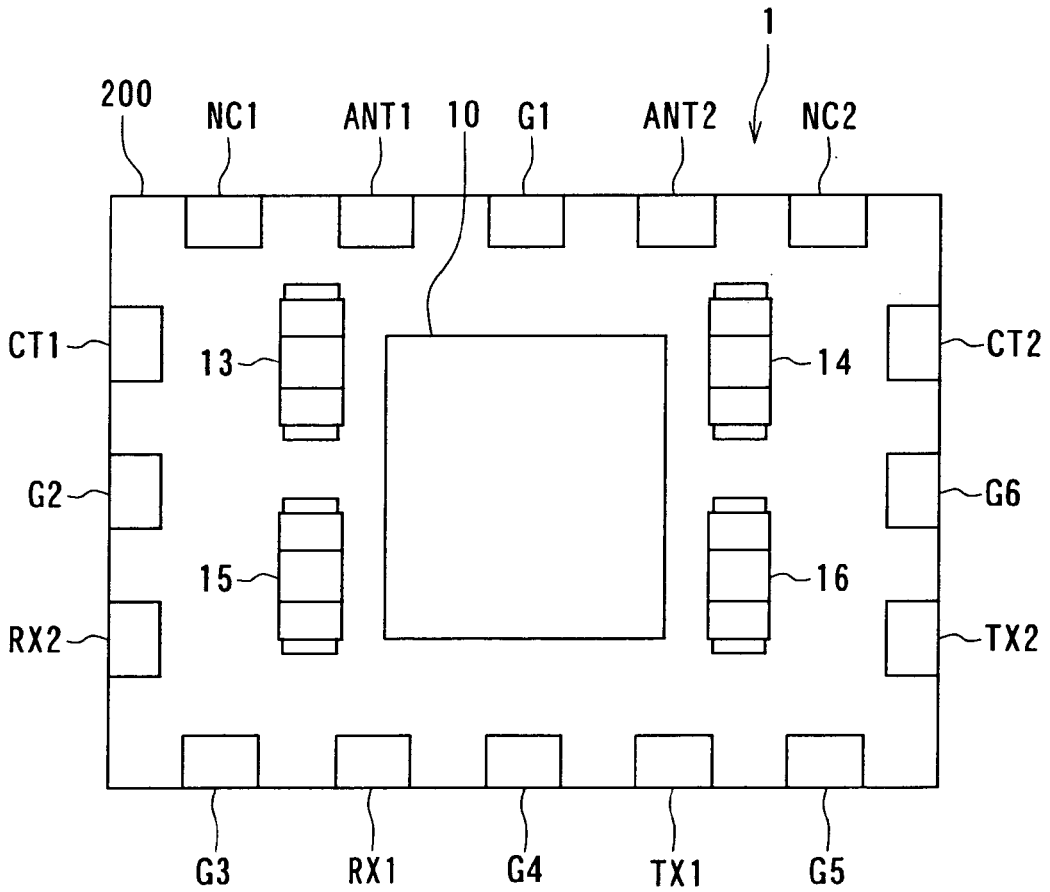 1
200 NC1 ANT1 10 G1 ANT2 NC2
CT1 13 14 CT2
G2 G6
15 16
RX2 TX2
G3 RX1 G4 TX1 G5